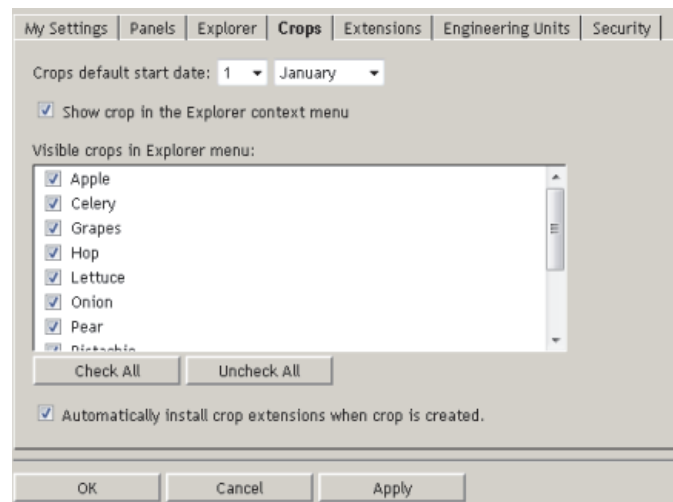 My Settings Panels Explorer Crops Extensions Engineering Units Security
Crops default start date: 1 January
Show crop in the Explorer context menu
Visible crops in Explorer menu:
Apple
Celery
Grapes
Hop
Lettuce
Onion
Pear
Pistachio
Check All Uncheck All
Automatically install crop extensions when crop is created.
OK Cancel Apply